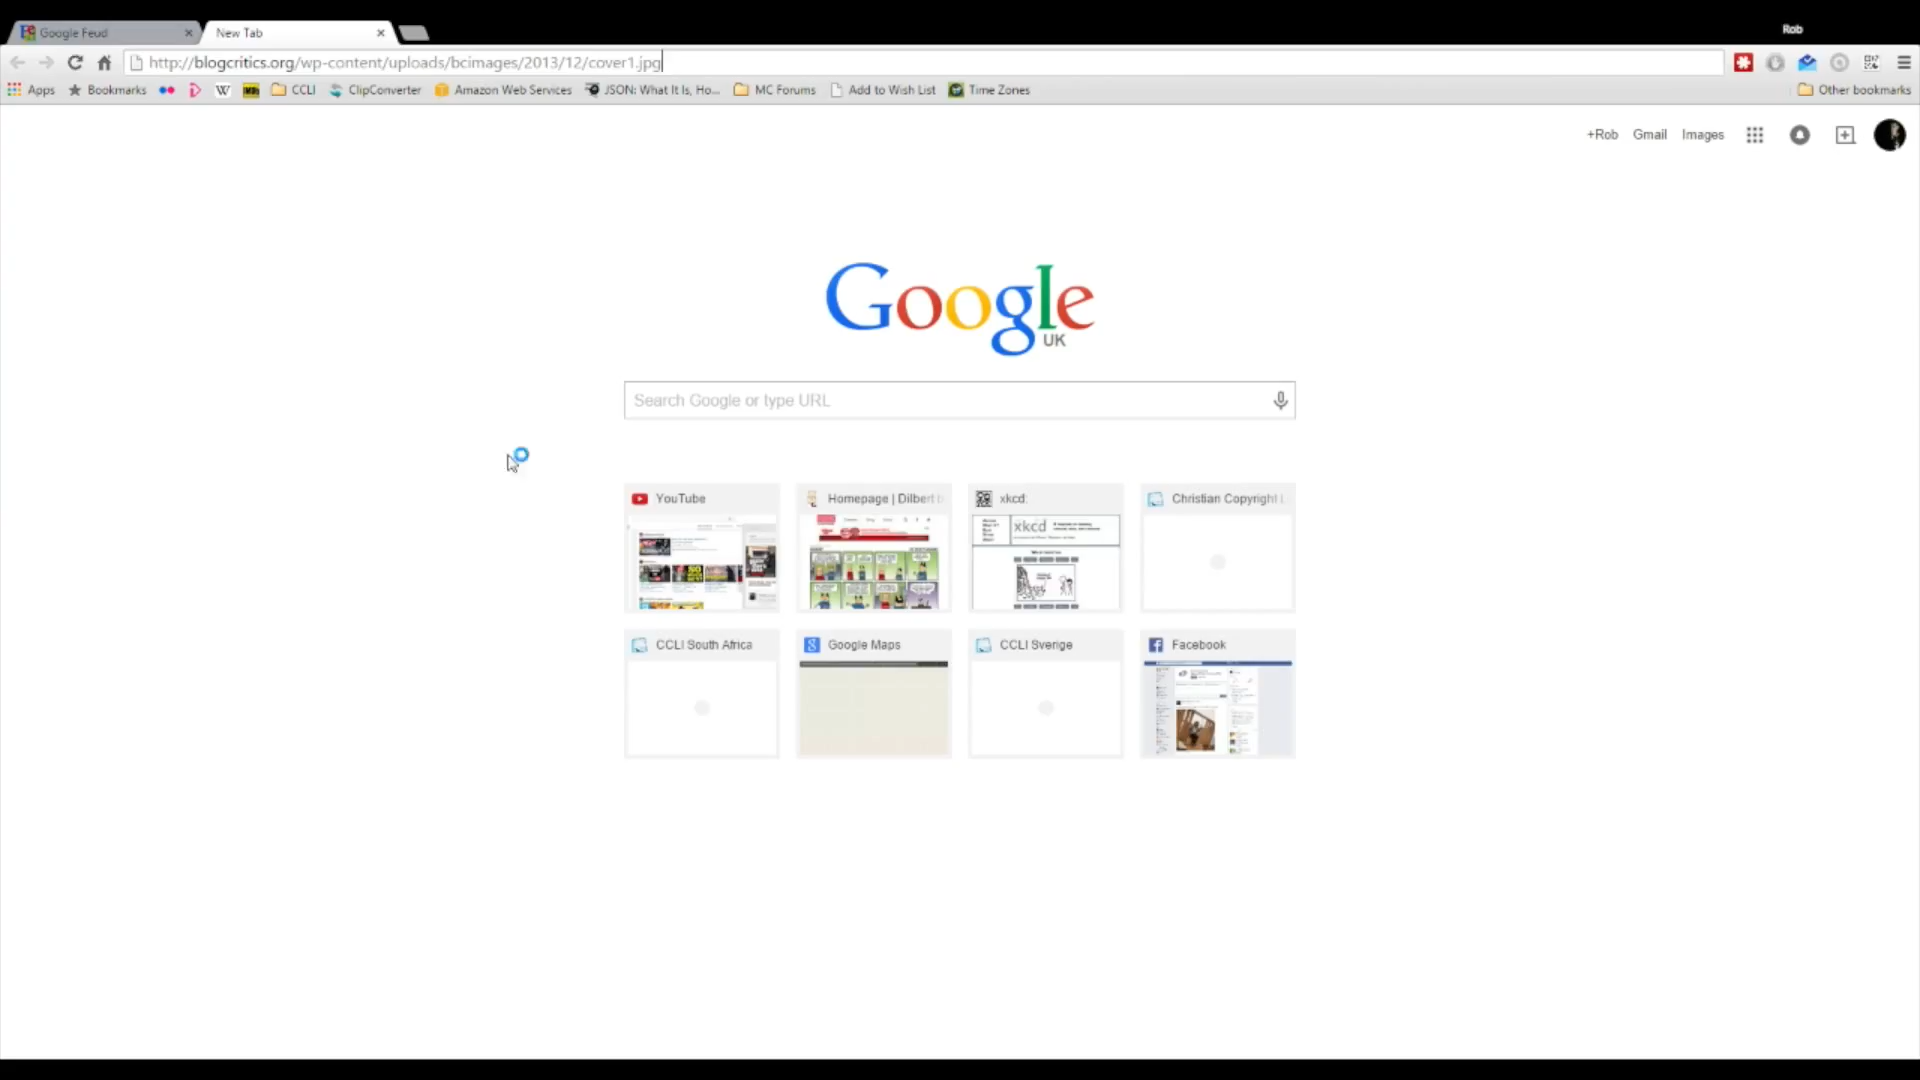 Rob
Google Feud
New Tab
http://blogcritics.org/wp-content/uploads/bcimages/2013/12/cover1.jpg
Apps Bookmarks W IMDb CCLI ClipConverter Amazon Web Services JSON: What It Is, Ho... MC Forums Add to Wish List Time Zones Other bookmarks
+Rob Gmail Images
Google
UK
Search Google or type URL
YouTube Homepage | Dilbert b xkcd: Christian Copyright L
xkcd
CCLI South Africa Google Maps CCLI Sverige Facebook